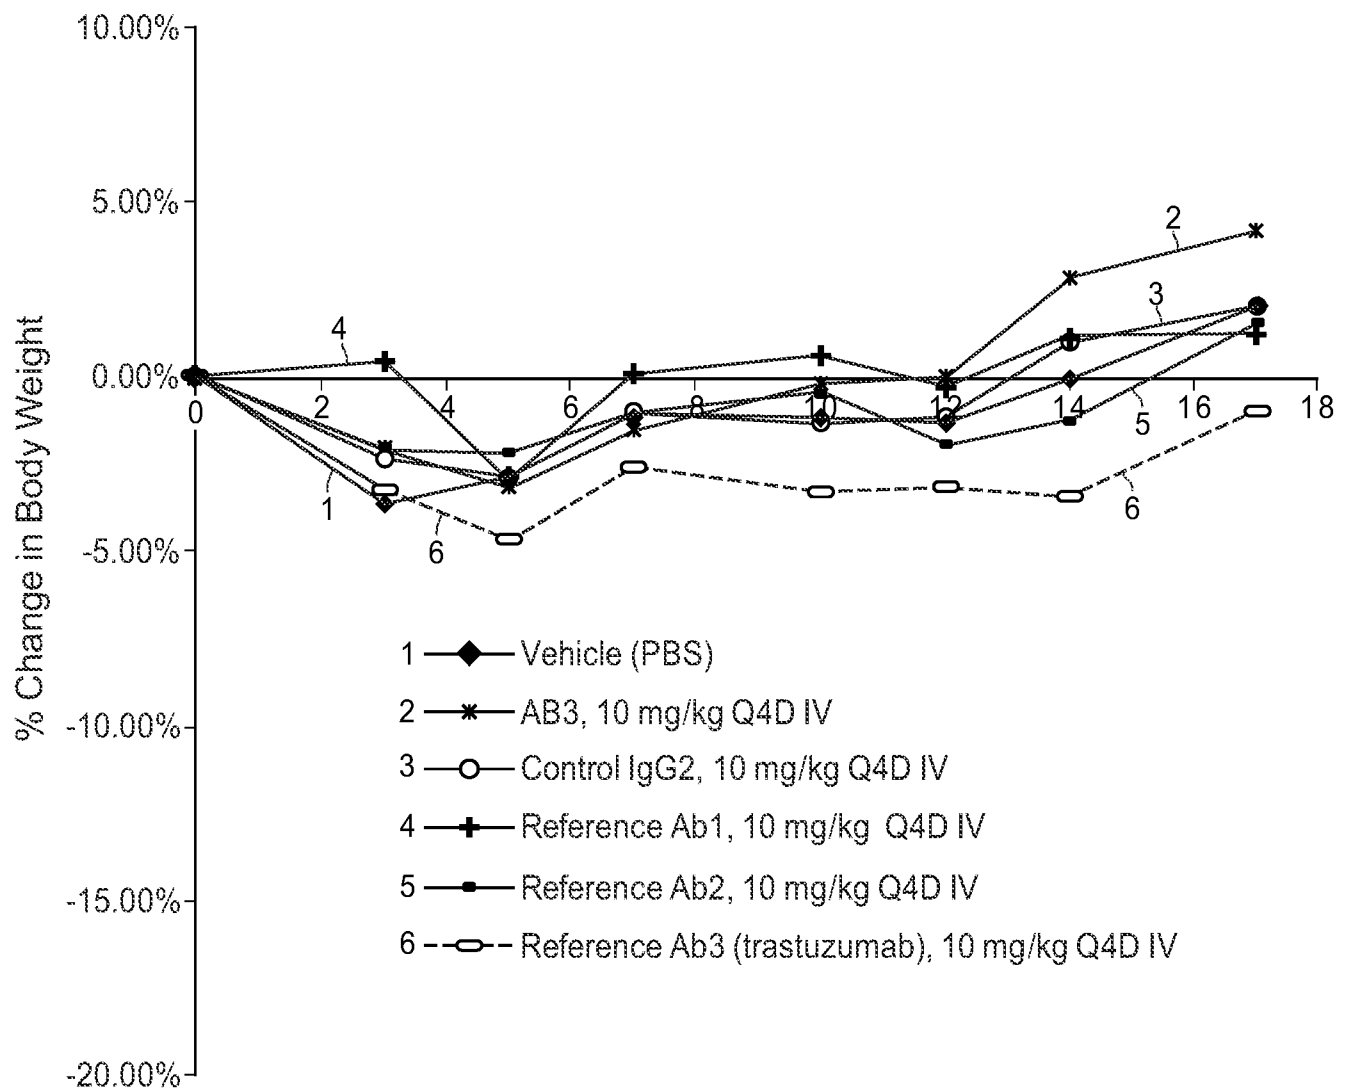 10.00%
5.00%
0.00%
-5.00%
-10.00%
-15.00%
-20.00%
% Change in Body Weight
0 2 4 6 8 10 12 14 16 18
4
2
3
1
6
5
6
1 Vehicle (PBS)
2 AB3, 10 mg/kg Q4D IV
3 Control IgG2, 10 mg/kg Q4D IV
4 Reference Ab1, 10 mg/kg Q4D IV
5 Reference Ab2, 10 mg/kg Q4D IV
6 Reference Ab3 (trastuzumab), 10 mg/kg Q4D IV